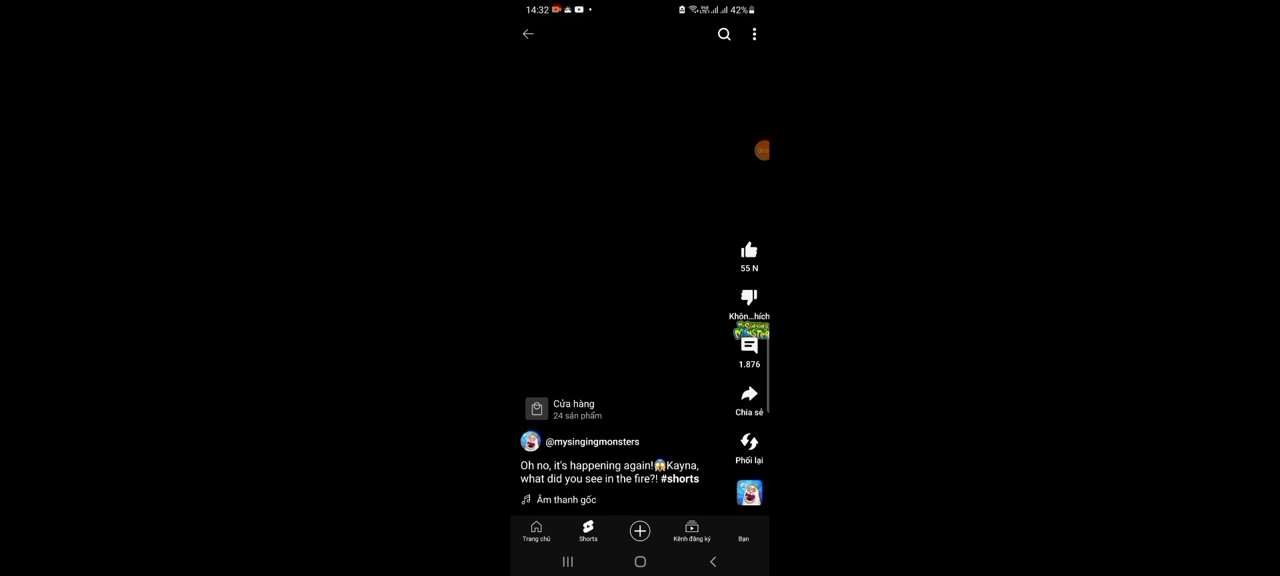 14:32
42%
55 N
Khôn...hích
1.876
Chia sẻ
Phối lại
Cửa hàng
24 sản phẩm
@mysingingmonsters
Oh no, it's happening again!😱Kayna,
what did you see in the fire?! #shorts
Âm thanh gốc
Trang chủ
Shorts
Kênh đăng ký
Bạn